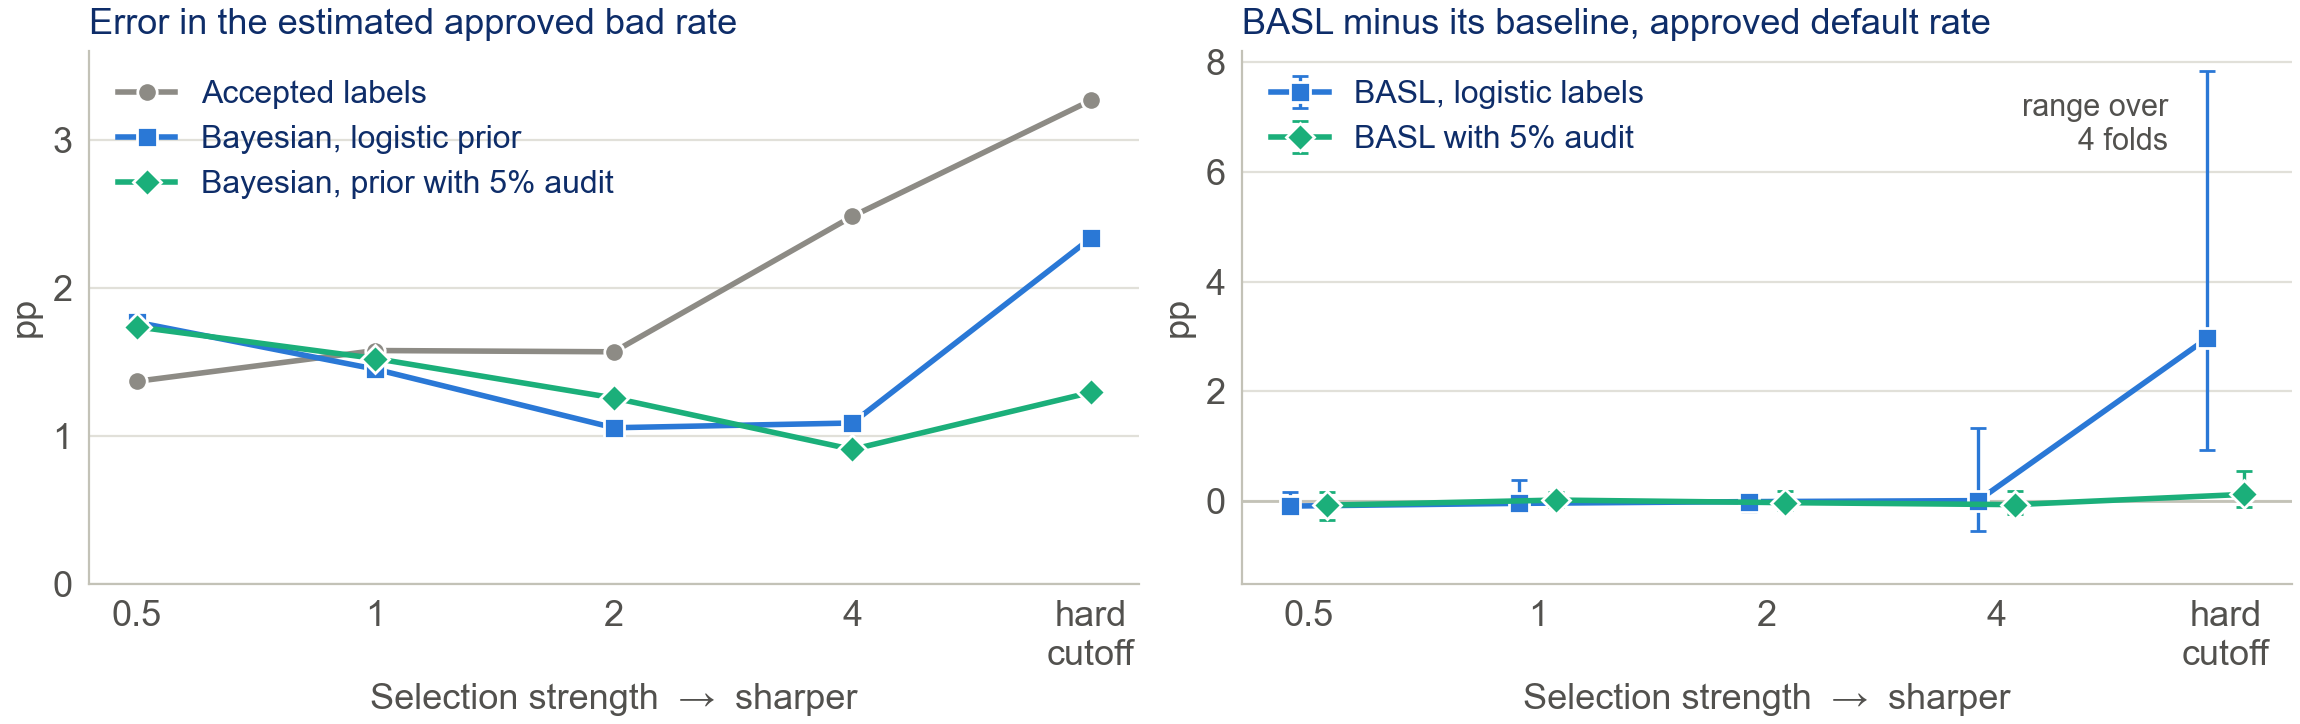 Error in the estimated approved bad rate
Accepted labels
Bayesian, logistic prior
Bayesian, prior with 5% audit
pp
3
2
1
0
0.5
1
2
4
hard
cutoff
Selection strength → sharper
BASL minus its baseline, approved default rate
BASL, logistic labels
BASL with 5% audit
range over
4 folds
pp
8
6
4
2
0
0.5
1
2
4
hard
cutoff
Selection strength → sharper